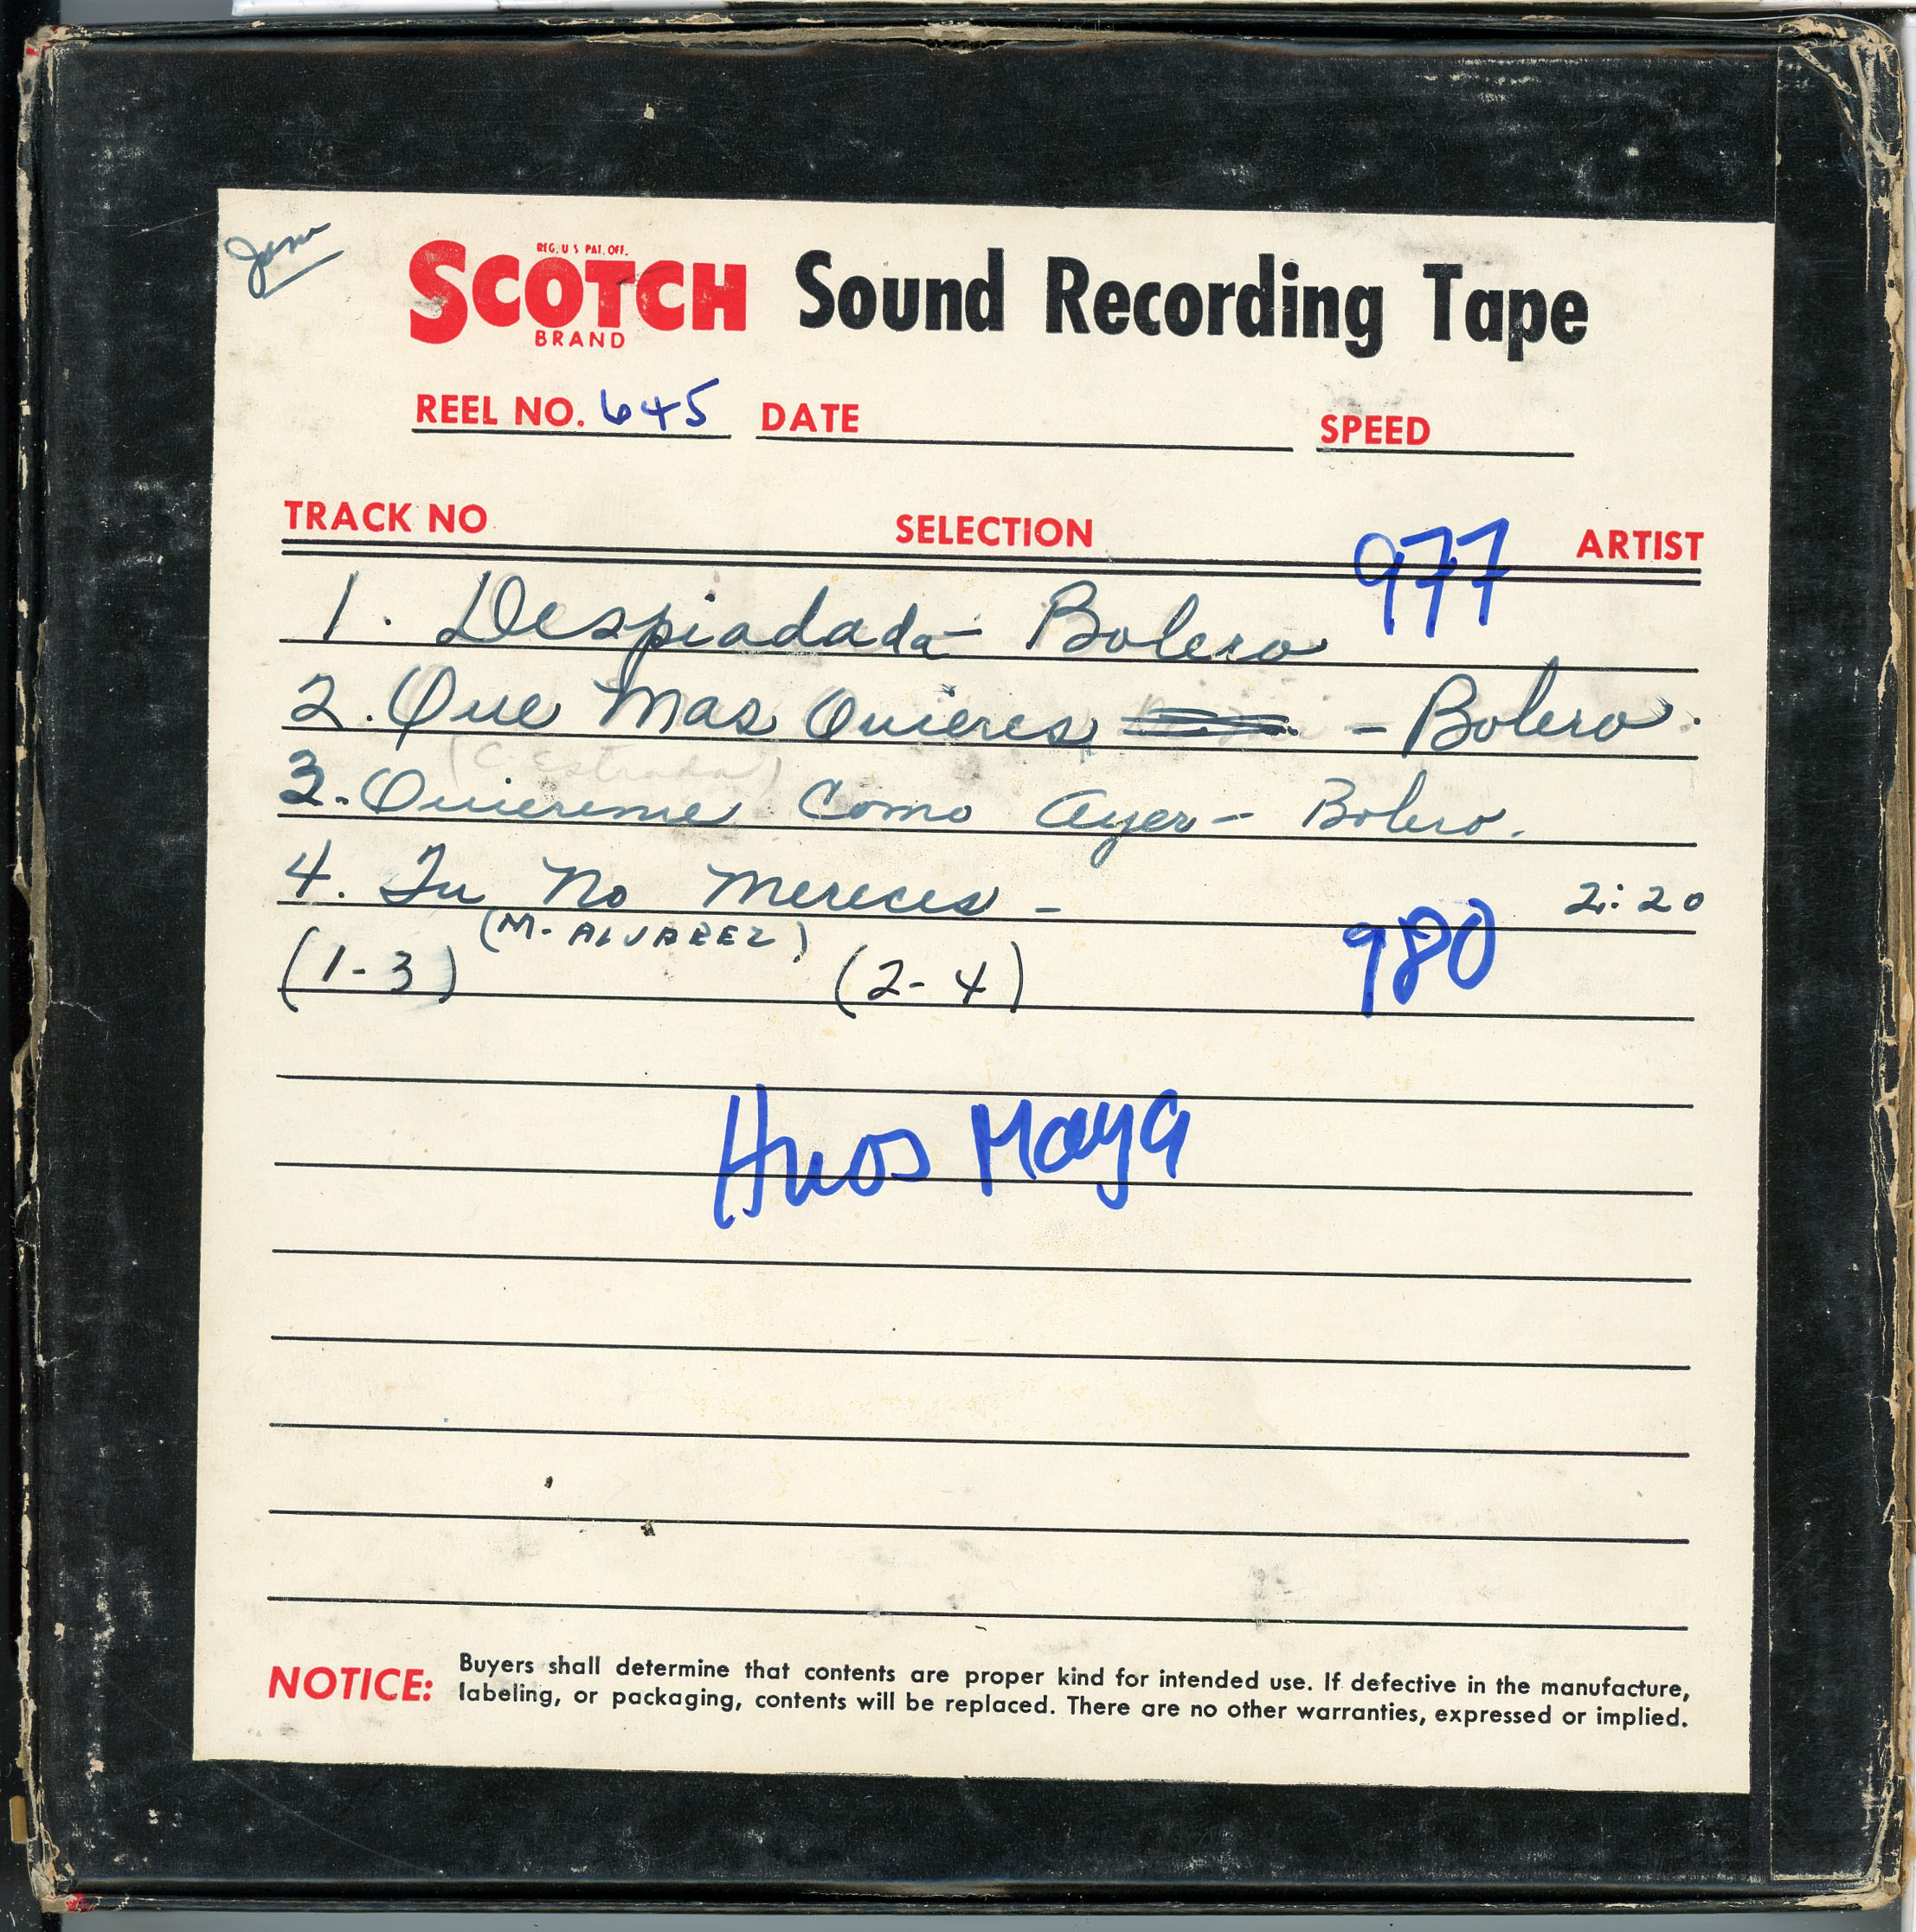 REG. U S PAT. OFF.
SCOTCH Sound Recording Tape
BRAND
REEL NO. 645 DATE SPEED
TRACK NO SELECTION ARTIST
977
1. Despiadada - Bolero
2. Que Mas Quieres - Bolero.
(C Estrada)
3. Quiereme Como Ayer - Bolero.
4. Tu No Mereces - 2:20
(M. ALVAREZ)
980
(1-3) (2-4)
Hnos Maya
NOTICE: Buyers shall determine that contents are proper kind for intended use. If defective in the manufacture,
labeling, or packaging, contents will be replaced. There are no other warranties, expressed or implied.